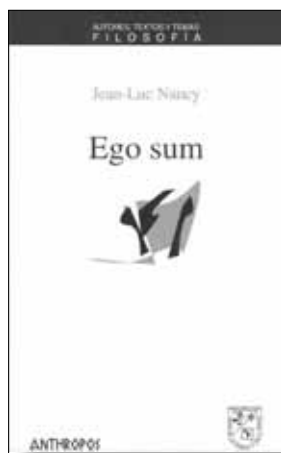 AUTORES, TEXTOS Y TEMAS
FILOSOFÍA
Jean-Luc Nancy
Ego sum
ANTHROPOS